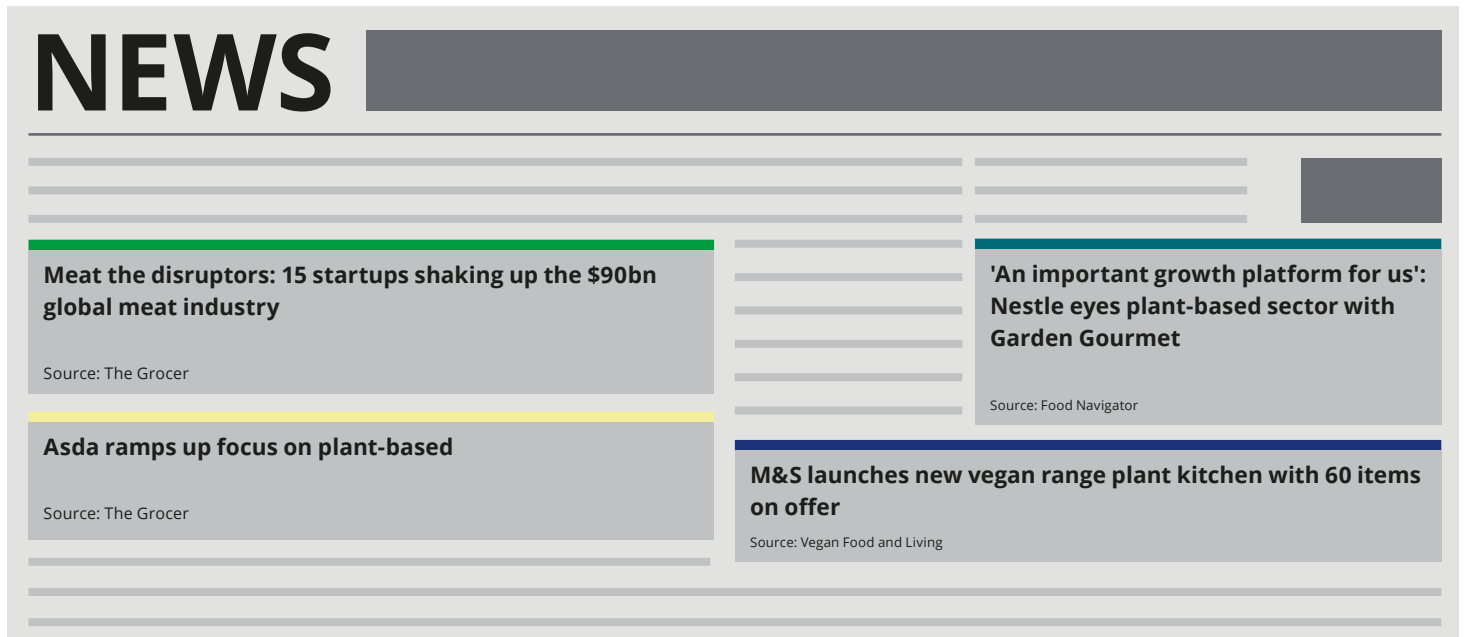 NEWS
Meat the disruptors: 15 startups shaking up the $90bn
global meat industry
Source: The Grocer
Asda ramps up focus on plant-based
Source: The Grocer
'An important growth platform for us':
Nestle eyes plant-based sector with
Garden Gourmet
Source: Food Navigator
M&S launches new vegan range plant kitchen with 60 items
on offer
Source: Vegan Food and Living